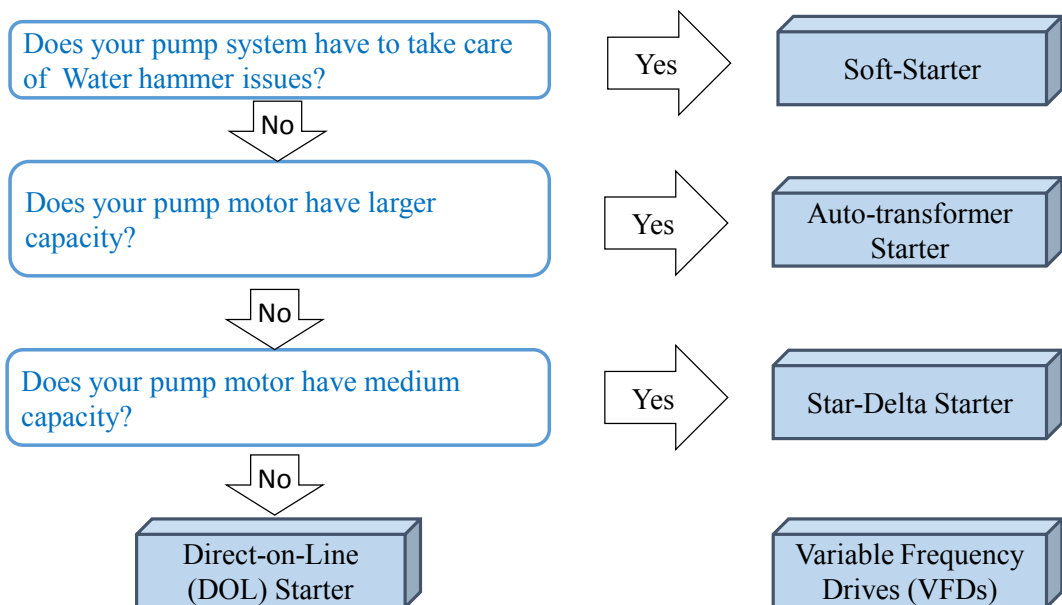 Does your pump system have to take care
of Water hammer issues?
Yes
Soft-Starter
No
Does your pump motor have larger
capacity?
Yes
Auto-transformer
Starter
No
Does your pump motor have medium
capacity?
Yes
Star-Delta Starter
No
Direct-on-Line
(DOL) Starter
Variable Frequency
Drives (VFDs)